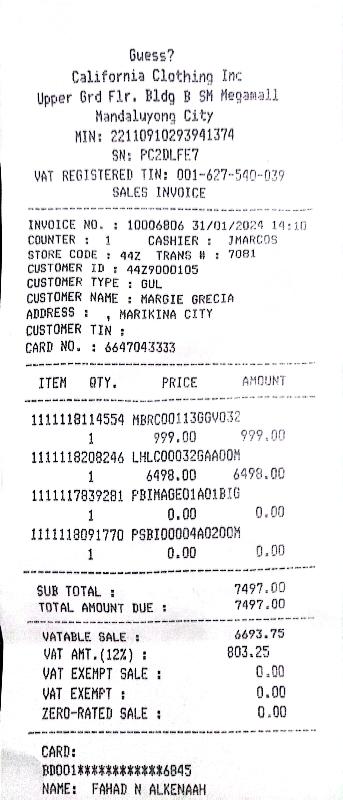 Guess?
California Clothing Inc
Upper Grd Flr. Bldg B SM Megamall
Mandaluyong City
MIN: 22110910293941374
SN: PC2DLFE7
VAT REGISTERED TIN: 001-627-540-039
SALES INVOICE
INVOICE NO. : 10006806 31/01/2024 14:10
COUNTER : 1 CASHIER : JMARCOS
STORE CODE : 44Z TRANS # : 7081
CUSTOMER ID : 44Z9000105
CUSTOMER TYPE : GUL
CUSTOMER NAME : MARGIE GRECIA
ADDRESS : , MARIKINA CITY
CUSTOMER TIN :
CARD NO. : 6647043333
ITEM QTY. PRICE AMOUNT
1111118114554 MBRC00113GGV032
1 999.00 999.00
1111118208246 LHLC00032GAA00M
1 6498.00 6498.00
1111117839281 PBIMAGE01A01BIG
1 0.00 0.00
1111118091770 PSBI00004A0200M
1 0.00 0.00
SUB TOTAL : 7497.00
TOTAL AMOUNT DUE : 7497.00
VATABLE SALE : 6693.75
VAT AMT.(12%) : 803.25
VAT EXEMPT SALE : 0.00
VAT EXEMPT : 0.00
ZERO-RATED SALE : 0.00
CARD:
BDO01************6845
NAME: FAHAD N ALKENAAH